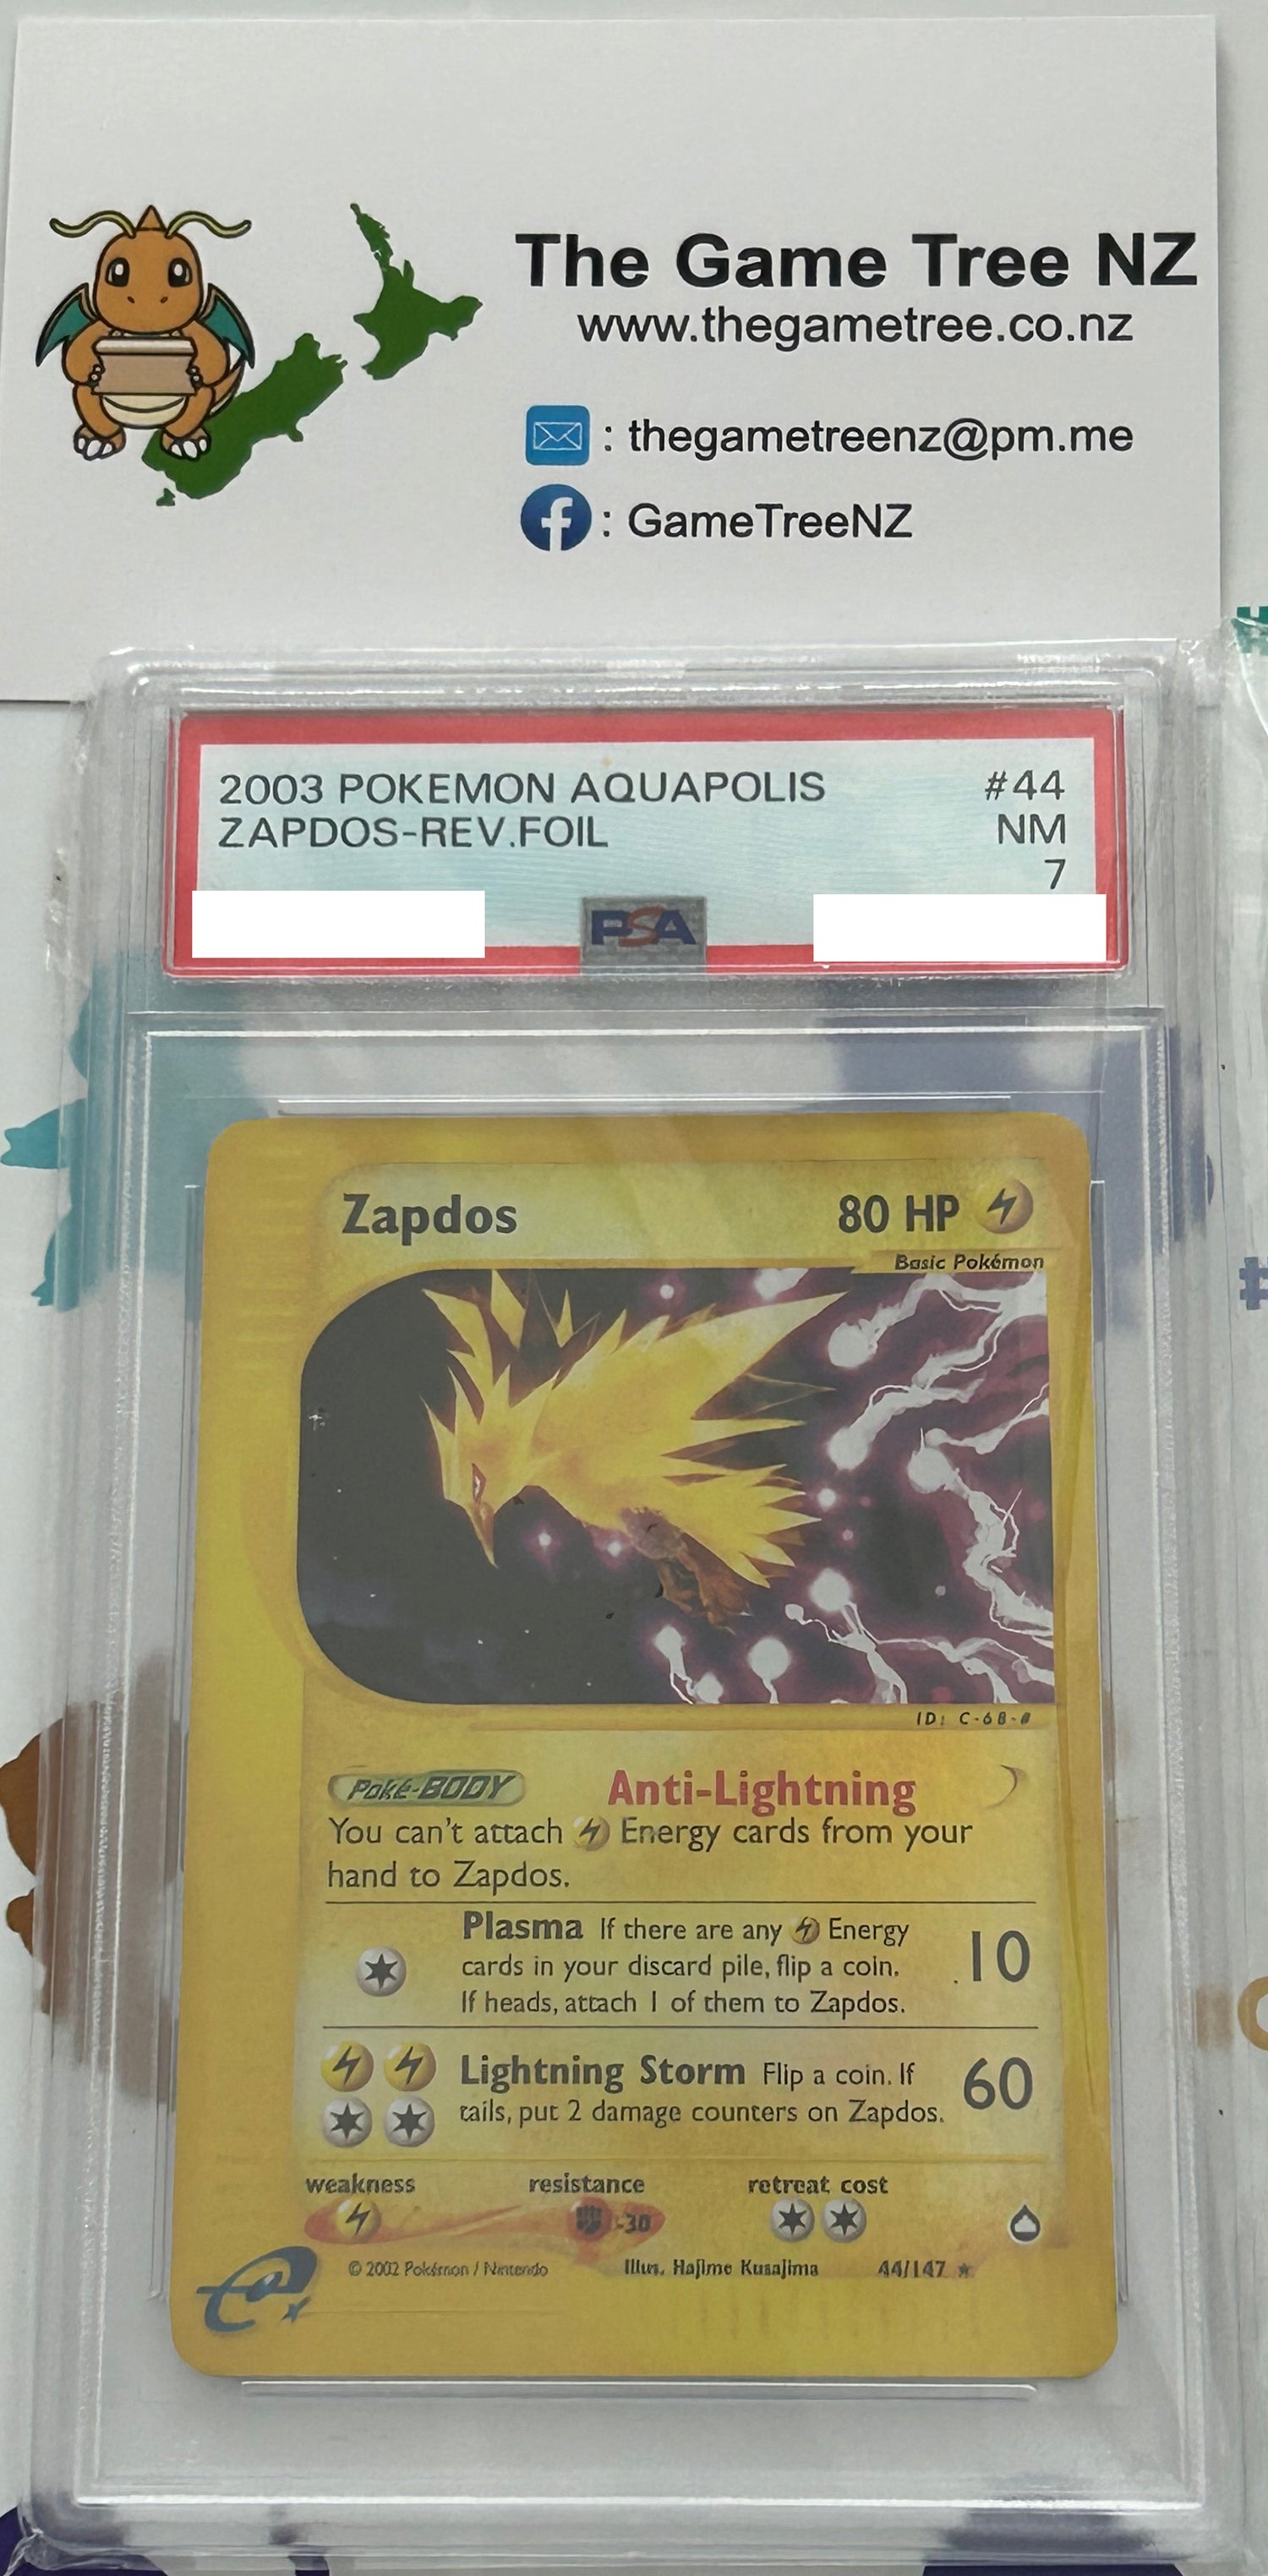 The Game Tree NZ
www.thegametree.co.nz
: thegametreenz@pm.me
: GameTreeNZ
2003 POKEMON AQUAPOLIS #44
ZAPDOS-REV.FOIL NM
7
PSA
Zapdos 80 HP
Basic Pokémon
ID: C-68-#
Poké-BODY Anti-Lightning
You can't attach Energy cards from your
hand to Zapdos.
Plasma If there are any Energy
cards in your discard pile, flip a coin. 10
If heads, attach 1 of them to Zapdos.
Lightning Storm Flip a coin. If 60
tails, put 2 damage counters on Zapdos.
weakness resistance retreat cost
-30
e
© 2002 Pokémon / Nintendo Illus. Hajime Kusajima 44/147 ★